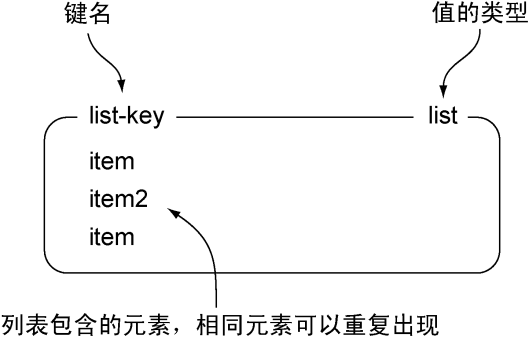 键名
值的类型
list-key
list
item
item2
item
列表包含的元素，相同元素可以重复出现